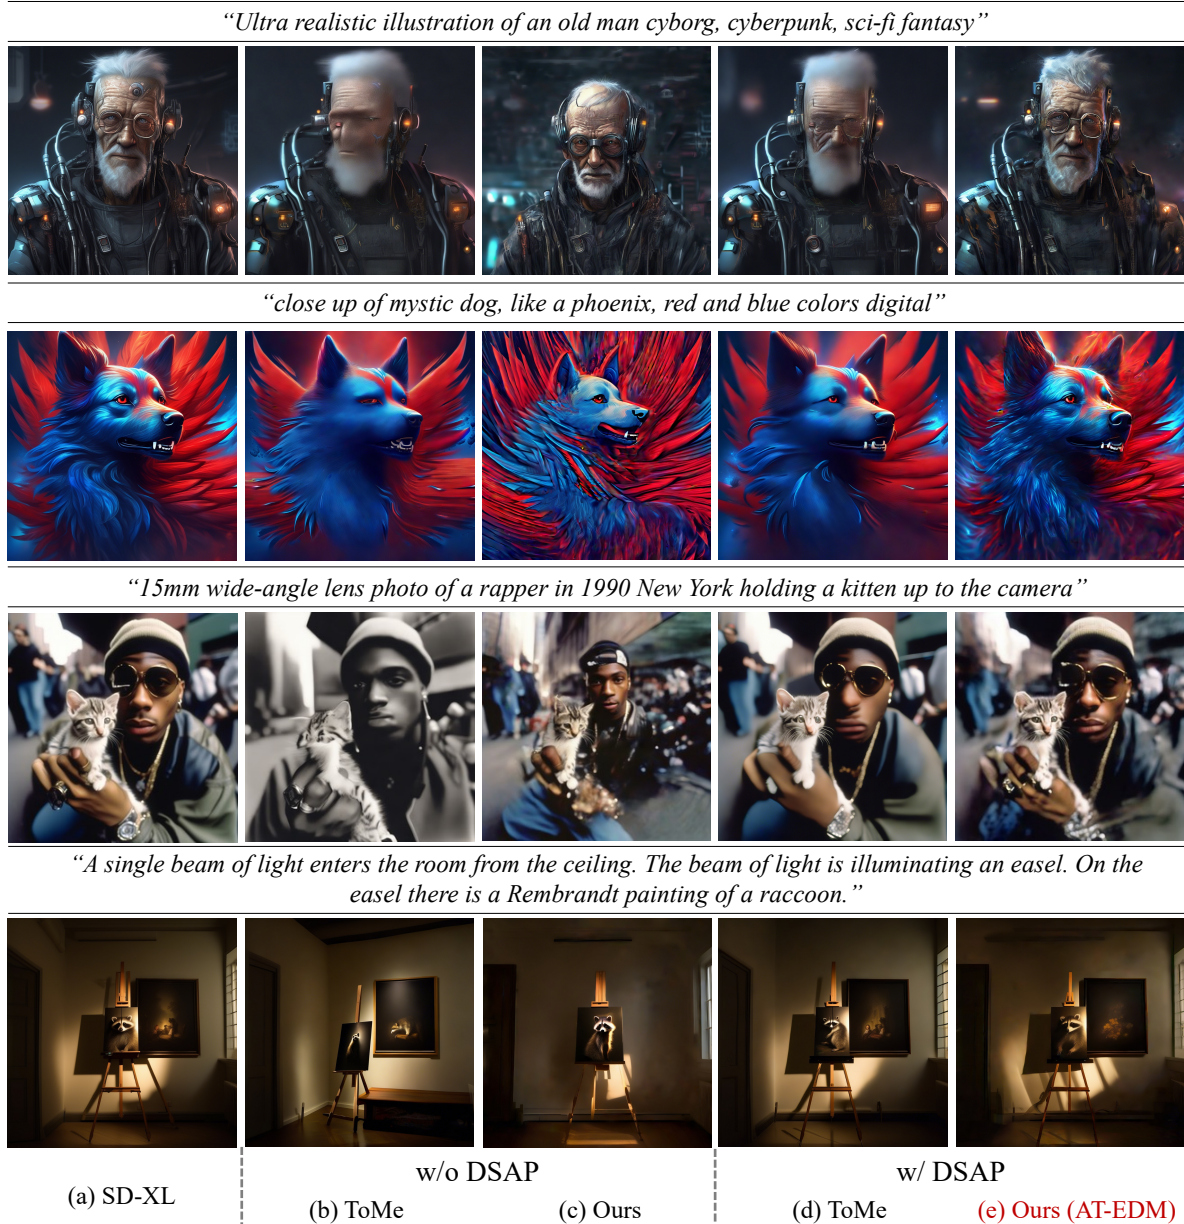 “Ultra realistic illustration of an old man cyborg, cyberpunk, sci-fi fantasy”
“close up of mystic dog, like a phoenix, red and blue colors digital”
“15mm wide-angle lens photo of a rapper in 1990 New York holding a kitten up to the camera”
“A single beam of light enters the room from the ceiling. The beam of light is illuminating an easel. On the
easel there is a Rembrandt painting of a raccoon.”
w/o DSAP
w/ DSAP
(a) SD-XL
(b) ToMe
(c) Ours
(d) ToMe
(e) Ours (AT-EDM)